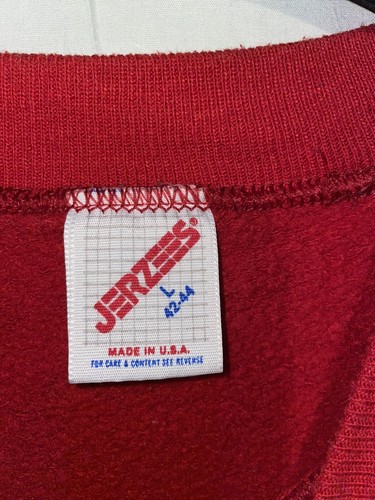 JERZEES®
L
42-44
MADE IN U.S.A.
FOR CARE & CONTENT SEE REVERSE